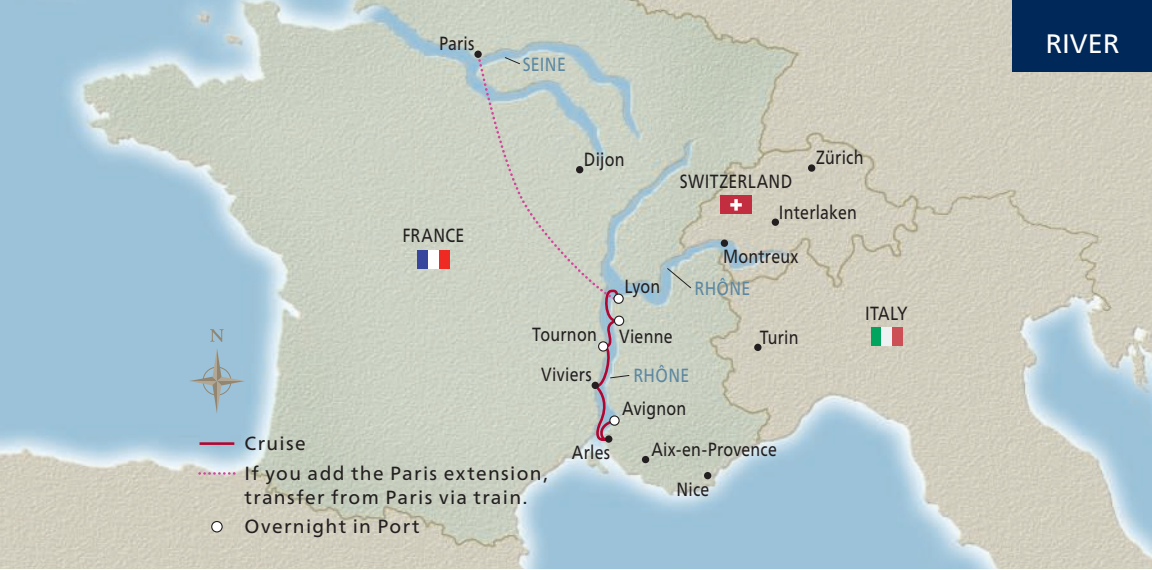 RIVER
Paris
SEINE
Dijon
Zürich
SWITZERLAND
Interlaken
FRANCE
Montreux
Lyon
RHÔNE
ITALY
Tournon
Vienne
Turin
N
Viviers
RHÔNE
Avignon
Arles
Aix-en-Provence
Nice
Cruise
If you add the Paris extension,
transfer from Paris via train.
Overnight in Port